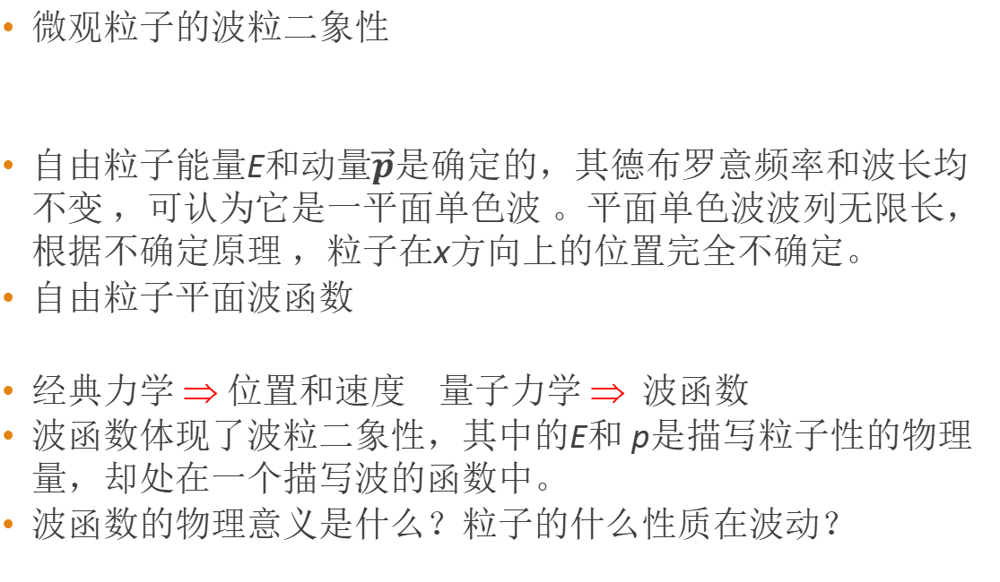 • 微观粒子的波粒二象性
• 自由粒子能量E和动量p⃗是确定的，其德布罗意频率和波长均
不变 ，可认为它是一平面单色波 。平面单色波波列无限长，
根据不确定原理 ，粒子在x方向上的位置完全不确定。
• 自由粒子平面波函数
• 经典力学 ⇒ 位置和速度 量子力学 ⇒ 波函数
• 波函数体现了波粒二象性，其中的E和 p是描写粒子性的物理
量，却处在一个描写波的函数中。
• 波函数的物理意义是什么？粒子的什么性质在波动？